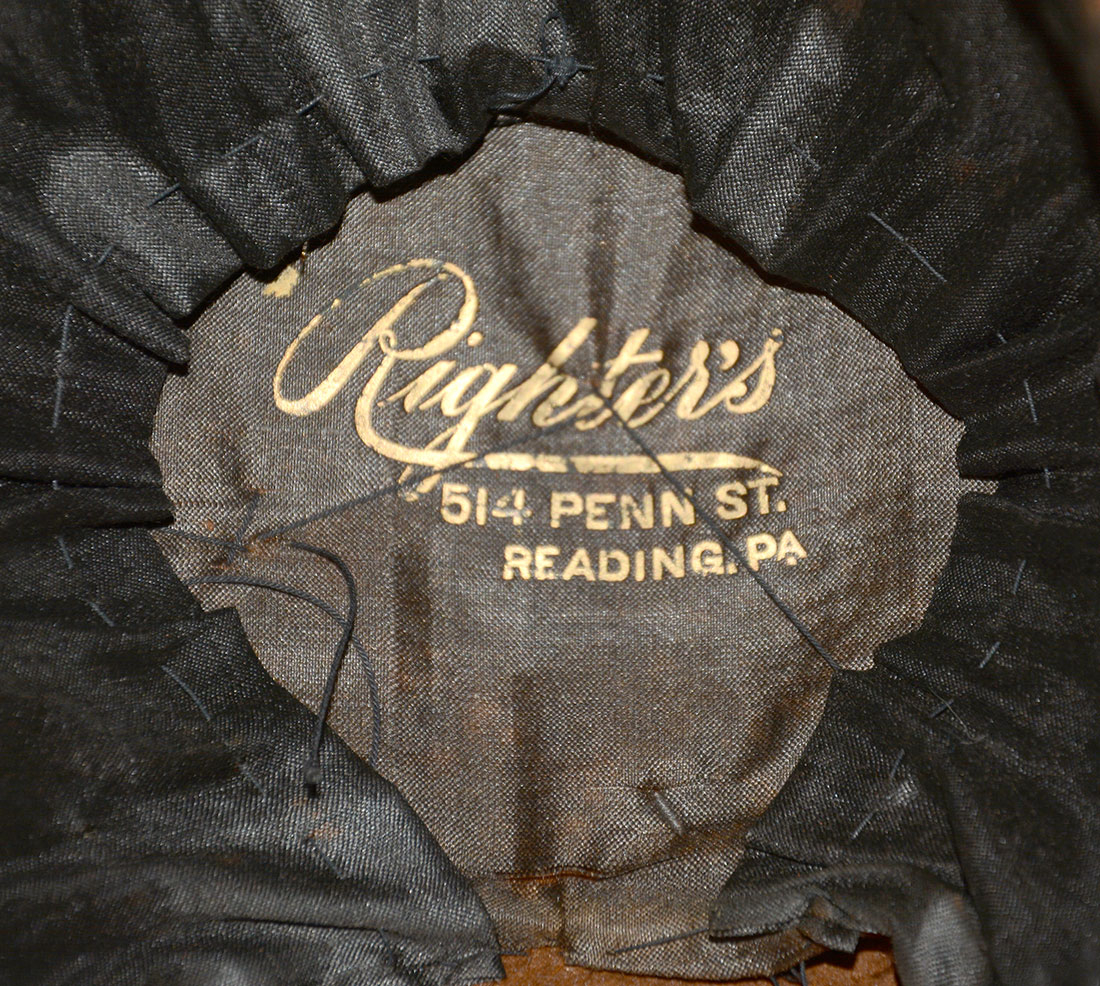 Righter's
514 PENN ST.
READING, PA